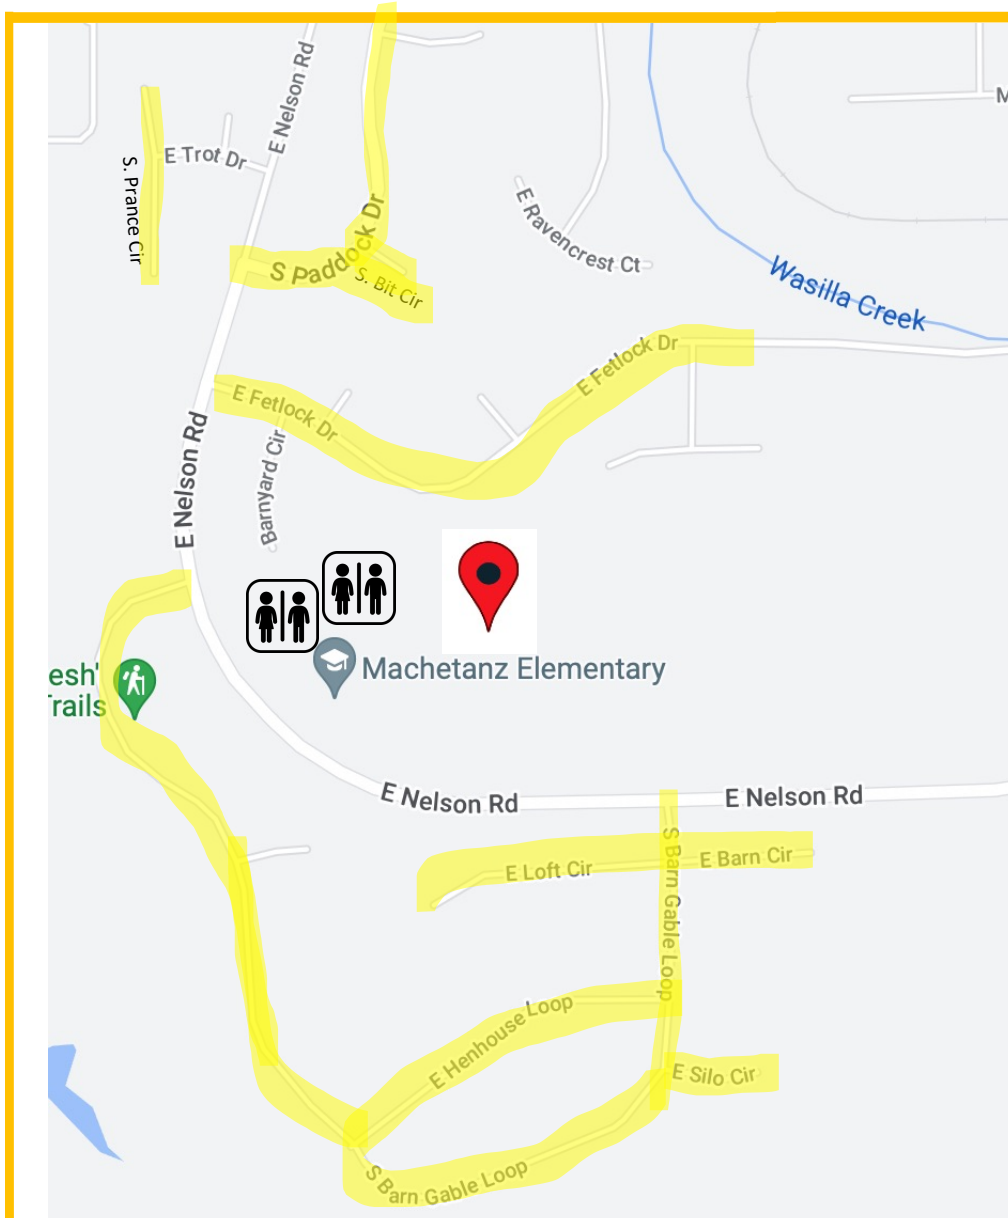 E Nelson Rd
M
E Trot Dr
S. Prance Cir
E Ravencrest Ct
S Paddock Dr
S. Bit Cir
Wasilla Creek
E Fetlock Dr
E Fetlock Dr
Barnyard Cir
E Nelson Rd
esh'
Trails
Machetanz Elementary
E Nelson Rd
E Nelson Rd
E Loft Cir
E Barn Cir
S Barn Gable Loop
E Henhouse Loop
E Silo Cir
S Barn Gable Loop